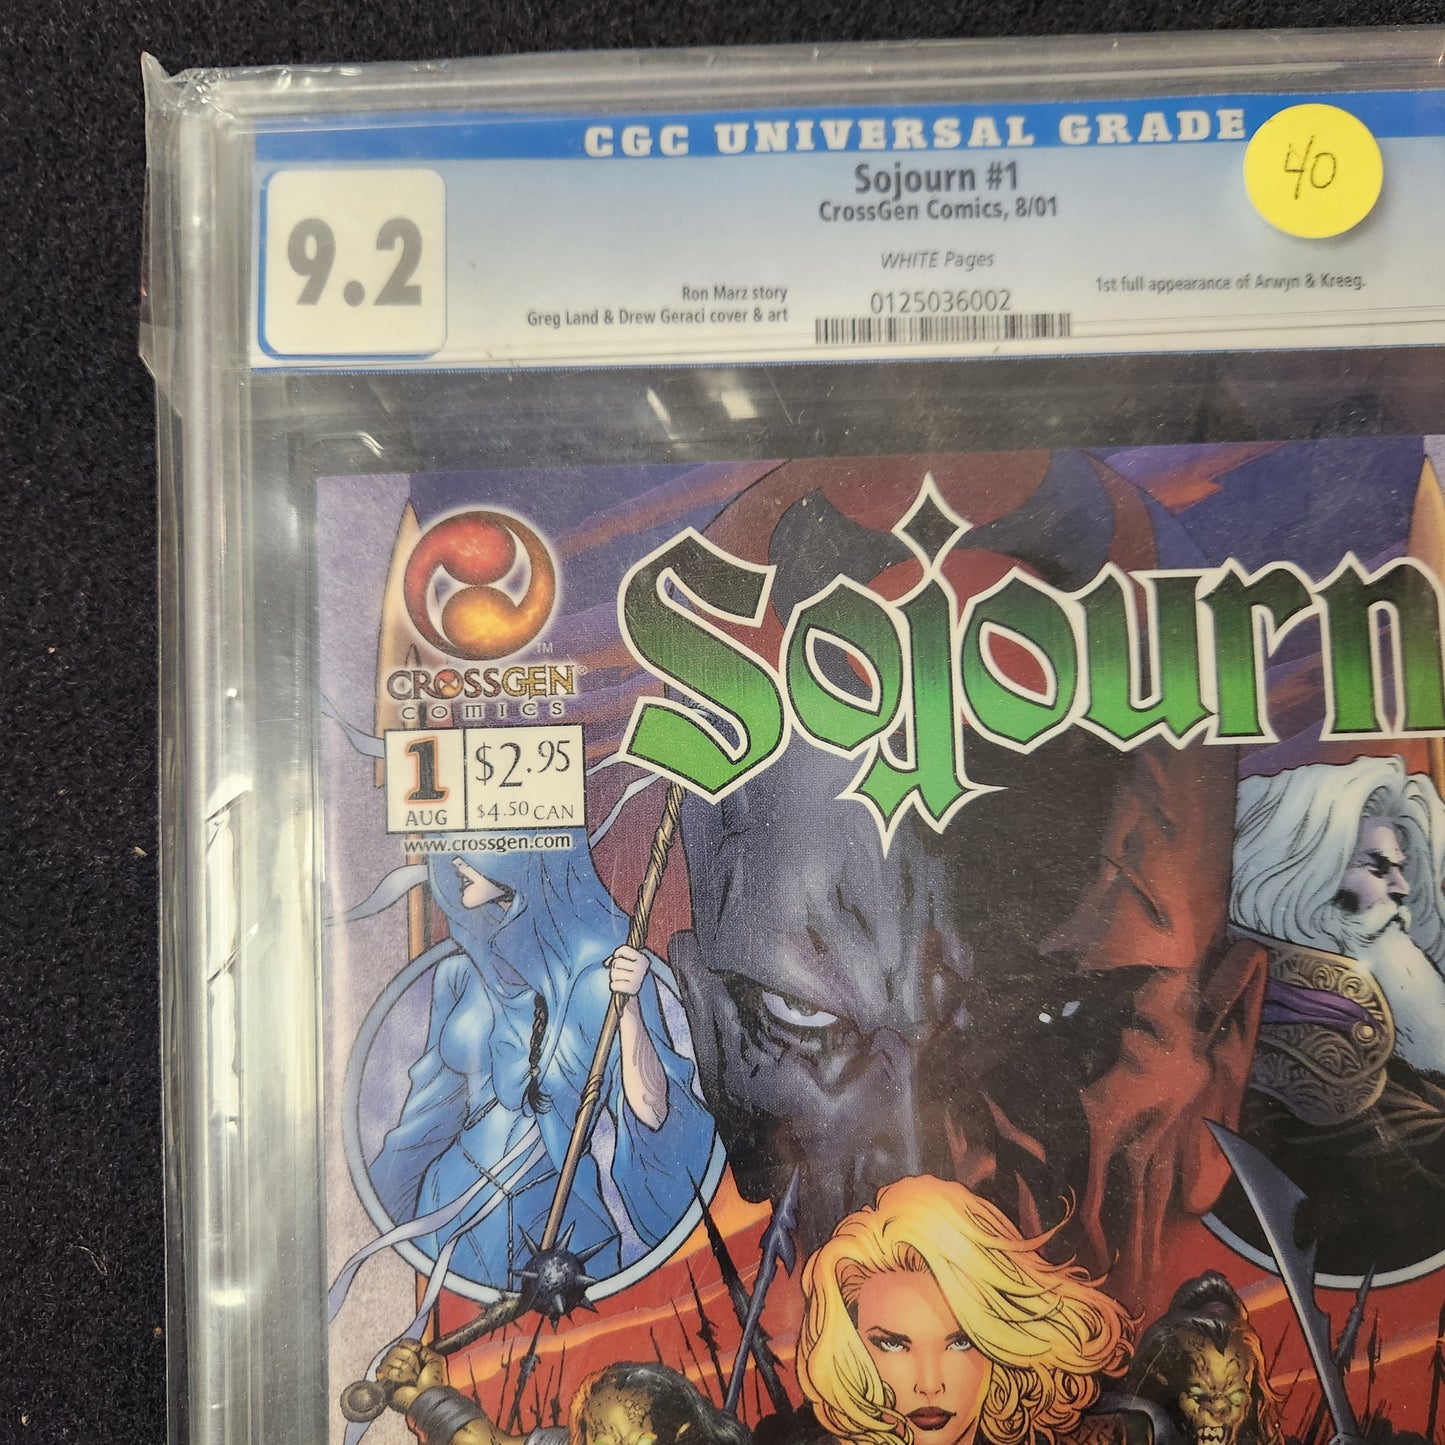 CGC UNIVERSAL GRADE
9.2
Sojourn #1
CrossGen Comics, 8/01
40
WHITE Pages
Ron Marz story
Greg Land & Drew Geraci cover & art
0125036002
1st full appearance of Arwyn & Kreeg.
Sojourn
TM
CROSSGEN®
COMICS
1
AUG
$2.95
$4.50 CAN
www.crossgen.com